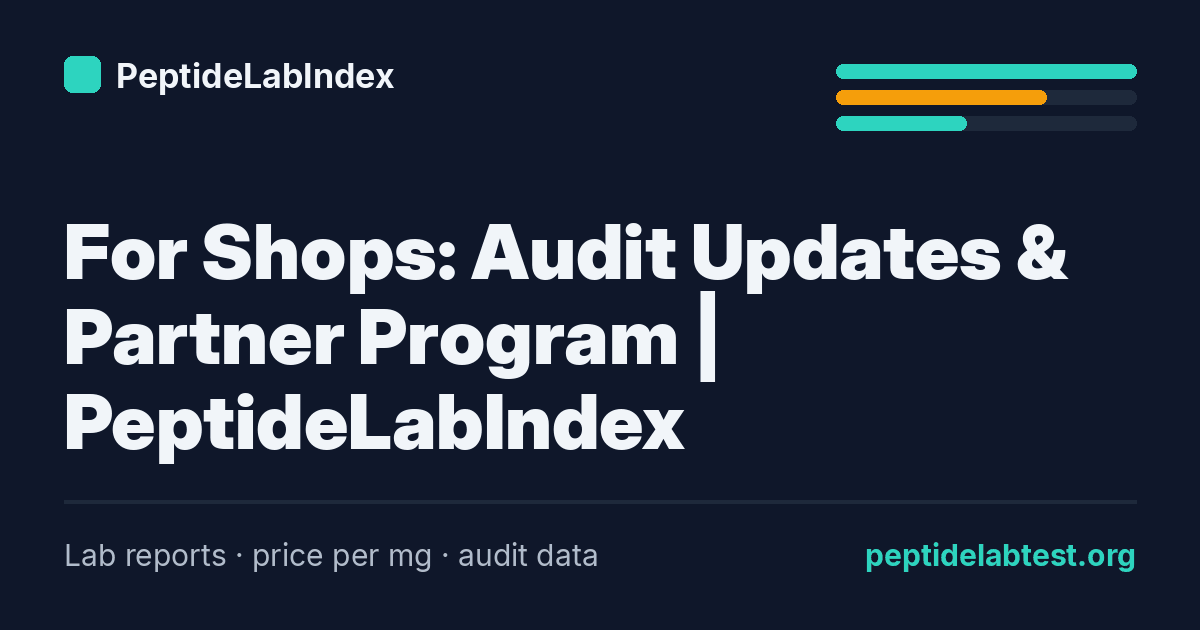 PeptideLabIndex
For Shops: Audit Updates &
Partner Program |
PeptideLabIndex
Lab reports · price per mg · audit data
peptidelabtest.org